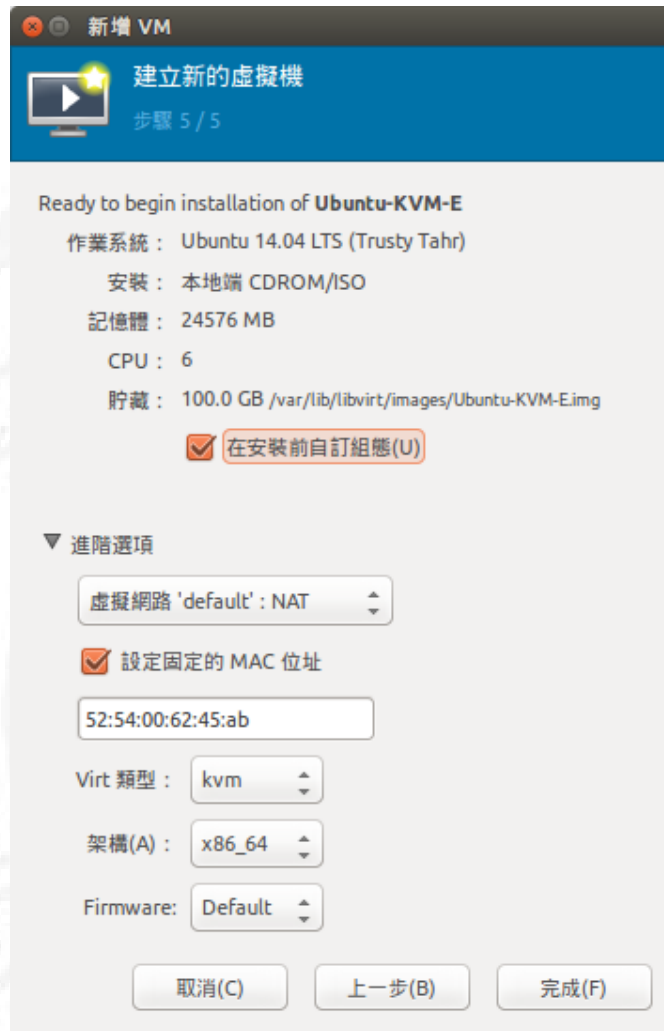 新增 VM
建立新的虛擬機
步驟 5 / 5
Ready to begin installation of Ubuntu-KVM-E
作業系統： Ubuntu 14.04 LTS (Trusty Tahr)
安裝： 本地端 CDROM/ISO
記憶體： 24576 MB
CPU： 6
貯藏： 100.0 GB /var/lib/libvirt/images/Ubuntu-KVM-E.img
在安裝前自訂組態(U)
進階選項
虛擬網路 'default' : NAT
設定固定的 MAC 位址
52:54:00:62:45:ab
Virt 類型： kvm
架構(A)： x86_64
Firmware: Default
取消(C) 上一步(B) 完成(F)